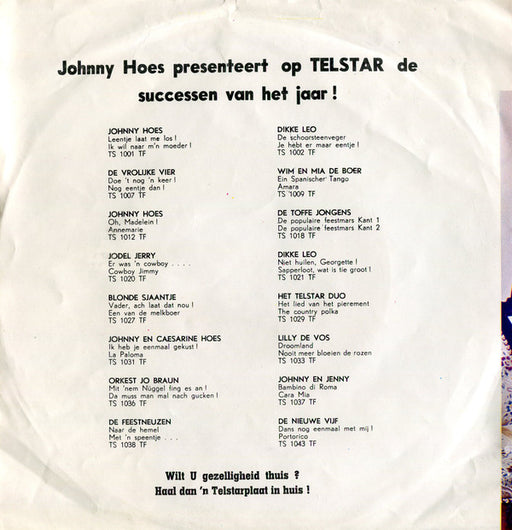 Johnny Hoes presenteert op TELSTAR de
successen van het jaar !
JOHNNY HOES
Leentje laat me los !
Ik wil naar m'n moeder !
TS 1001 TF
DE VROLIJKE VIER
Doe 't nog 'n keer !
Nog eentje dan !
TS 1007 TF
JOHNNY HOES
Oh, Madelein !
Annemarie
TS 1012 TF
JODEL JERRY
Er was 'n cowboy . . . .
Cowboy Jimmy
TS 1020 TF
BLONDE SJAANTJE
Vader, ach laat dat nou !
Een van de melkboer
TS 1027 TF
JOHNNY EN CAESARINE HOES
Ik heb je eenmaal gekust !
La Paloma
TS 1031 TF
ORKEST JO BRAUN
Mit 'nem Nüggel fing es an !
Da muss man mal nach gucken !
TS 1036 TF
DE FEESTNEUZEN
Naar de hemel
Met 'n speentje . . .
TS 1038 TF
DIKKE LEO
De schoorsteenveger
Je hebt er maar eentje !
TS 1002 TF
WIM EN MIA DE BOER
Ein Spanischer Tango
Amara
TS 1009 TF
DE TOFFE JONGENS
De populaire feestmars Kant 1
De populaire feestmars Kant 2
TS 1018 TF
DIKKE LEO
Niet huilen, Georgette !
Sapperloot, wat is tie groot !
TS 1021 TF
HET TELSTAR DUO
Het lied van het pierement
The country polka
TS 1029 TF
LILLY DE VOS
Droomland
Nooit meer bloeien de rozen
TS 1033 TF
JOHNNY EN JENNY
Bambino di Roma
Cara Mia
TS 1037 TF
DE NIEUWE VIJF
Dans nog eenmaal met mij !
Portorico
TS 1043 TF
Wilt U gezelligheid thuis ?
Haal dan 'n Telstarplaat in huis !